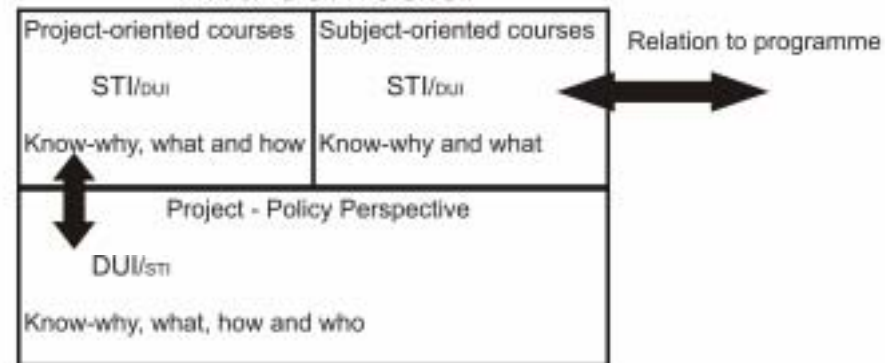 Project-oriented courses
Subject-oriented courses
Relation to programme
STI/DUI
STI/DUI
Know-why, what and how
Know-why and what
Project - Policy Perspective
DUI/STI
Know-why, what, how and who